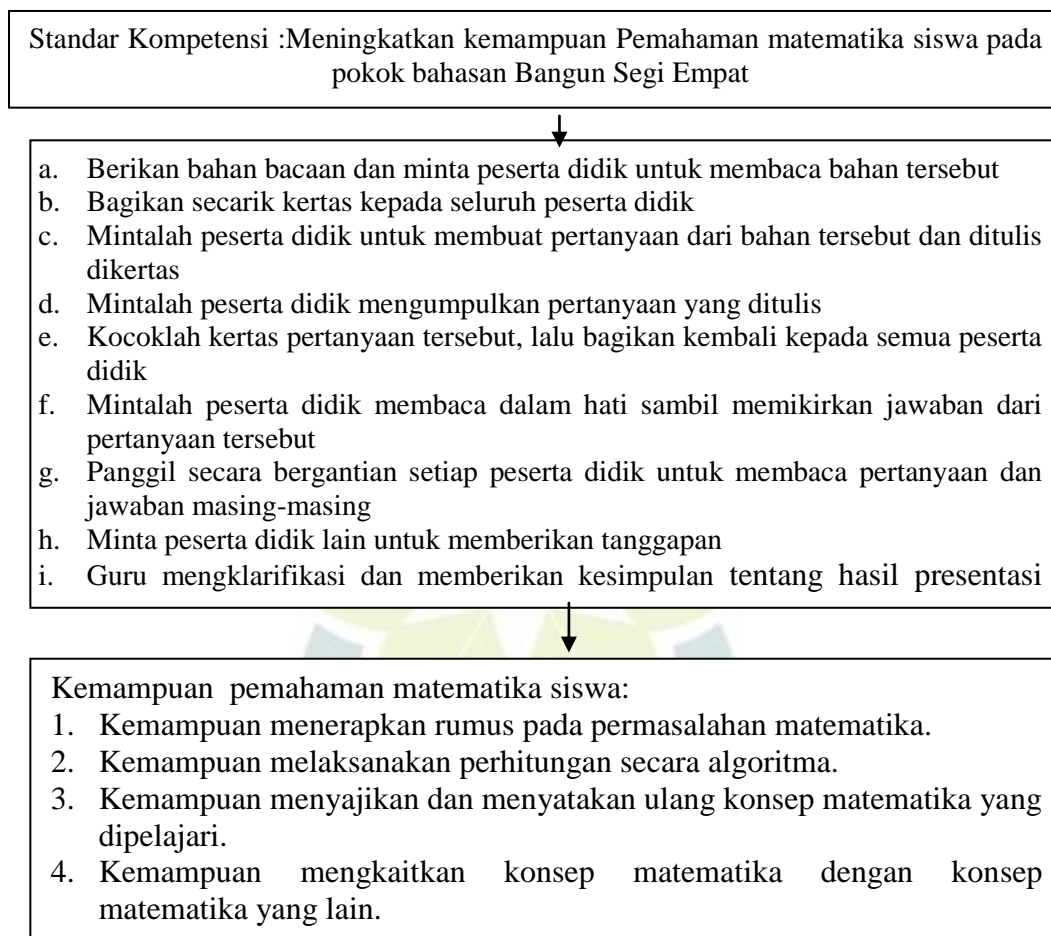 Standar Kompetensi :Meningkatkan kemampuan Pemahaman matematika siswa pada
pokok bahasan Bangun Segi Empat
a. Berikan bahan bacaan dan minta peserta didik untuk membaca bahan tersebut
b. Bagikan secarik kertas kepada seluruh peserta didik
c. Mintalah peserta didik untuk membuat pertanyaan dari bahan tersebut dan ditulis
dikertas
d. Mintalah peserta didik mengumpulkan pertanyaan yang ditulis
e. Kocoklah kertas pertanyaan tersebut, lalu bagikan kembali kepada semua peserta
didik
f. Mintalah peserta didik membaca dalam hati sambil memikirkan jawaban dari
pertanyaan tersebut
g. Panggil secara bergantian setiap peserta didik untuk membaca pertanyaan dan
jawaban masing-masing
h. Minta peserta didik lain untuk memberikan tanggapan
i. Guru mengklarifikasi dan memberikan kesimpulan tentang hasil presentasi
Kemampuan pemahaman matematika siswa:
1. Kemampuan menerapkan rumus pada permasalahan matematika.
2. Kemampuan melaksanakan perhitungan secara algoritma.
3. Kemampuan menyajikan dan menyatakan ulang konsep matematika yang
dipelajari.
4. Kemampuan mengkaitkan konsep matematika dengan konsep
matematika yang lain.